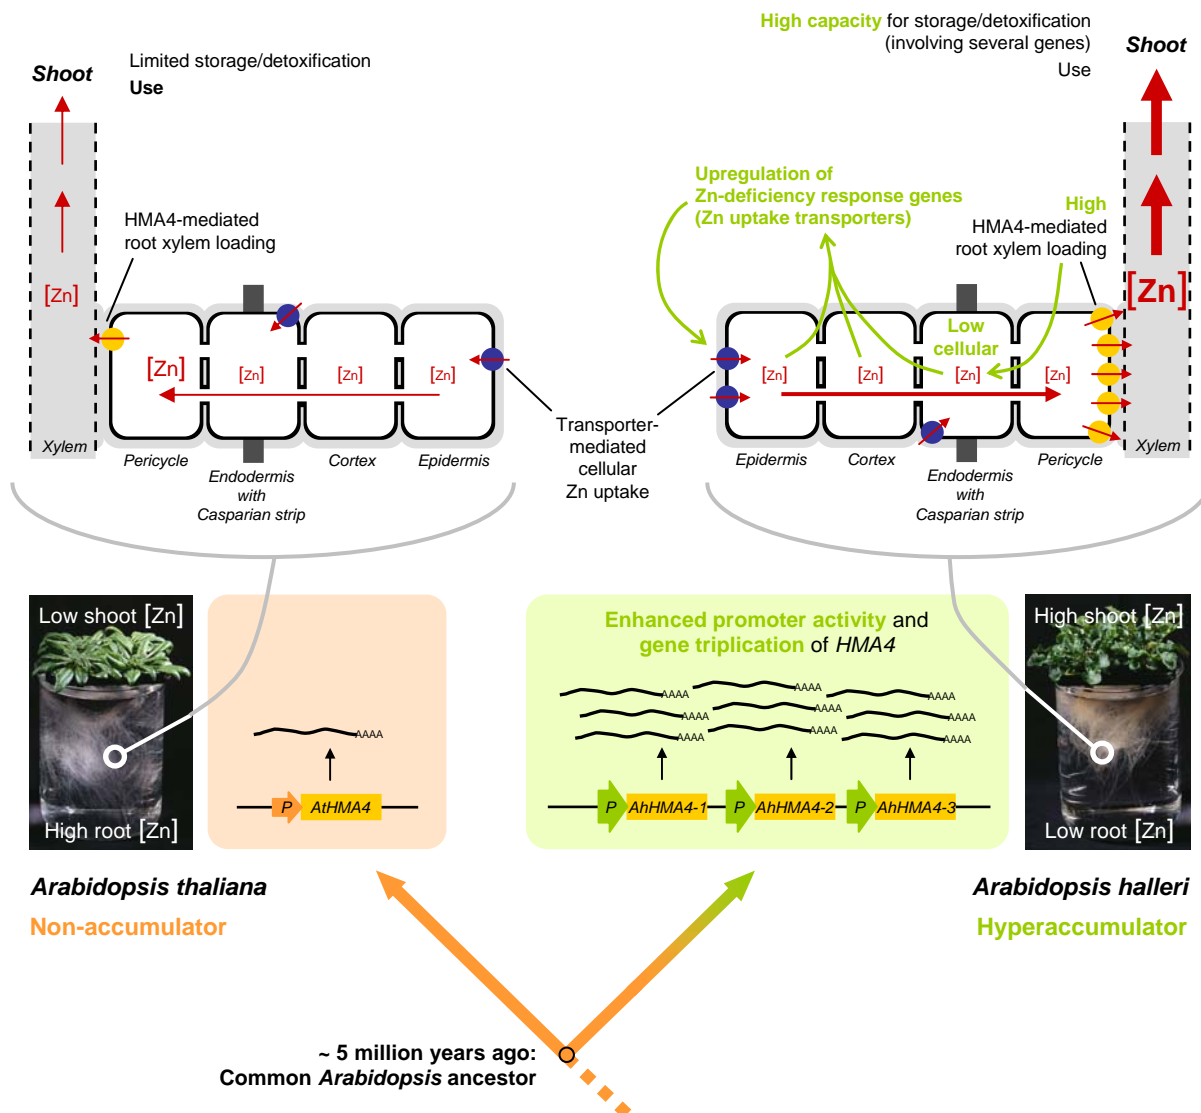 High capacity for storage/detoxification
(involving several genes)
Use
Shoot
Limited storage/detoxification
Use
Shoot
Upregulation of
Zn-deficiency response genes
(Zn uptake transporters)
HMA4-mediated
root xylem loading
High
HMA4-mediated
root xylem loading
[Zn]
[Zn]
[Zn]
[Zn]
[Zn]
[Zn]
Low
cellular
[Zn]
[Zn]
[Zn]
[Zn]
Xylem
Pericycle
Endodermis
with
Casparian strip
Cortex
Epidermis
Transporter-
mediated
cellular
Zn uptake
Epidermis
Cortex
Endodermis
with
Casparian strip
Pericycle
Xylem
Low shoot [Zn]
High root [Zn]
AAAA
P
AtHMA4
Enhanced promoter activity and
gene triplication of HMA4
AAAA
AAAA
AAAA
AAAA
AAAA
AAAA
AAAA
AAAA
AAAA
P
AhHMA4-1
P
AhHMA4-2
P
AhHMA4-3
High shoot [Zn]
Low root [Zn]
Arabidopsis thaliana
Non-accumulator
Arabidopsis halleri
Hyperaccumulator
~ 5 million years ago:
Common Arabidopsis ancestor